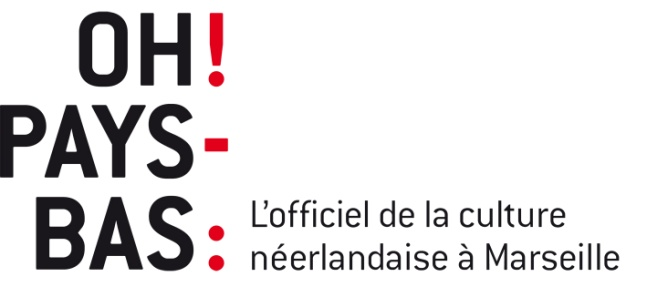 OH!
PAYS-
BAS:
L'officiel de la culture
néerlandaise à Marseille